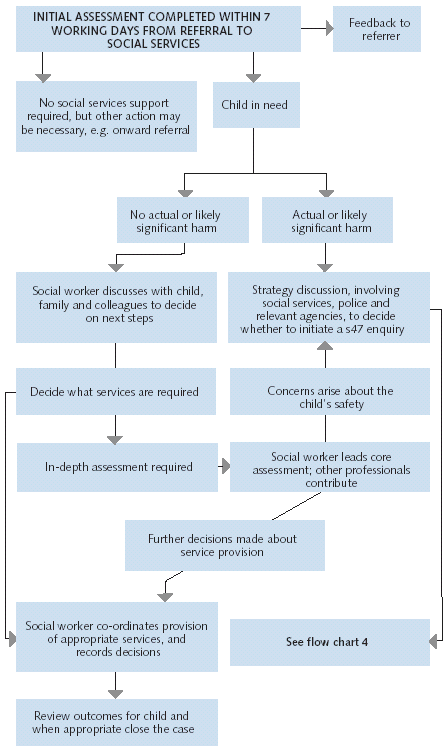 INITIAL ASSESSMENT COMPLETED WITHIN 7
WORKING DAYS FROM REFERRAL TO
SOCIAL SERVICES
Feedback to
referrer
No social services support
required, but other action may
be necessary, e.g. onward referral
Child in need
No actual or likely
significant harm
Actual or likely
significant harm
Social worker discusses with child,
family and colleagues to decide
on next steps
Strategy discussion, involving
social services, police and
relevant agencies, to decide
whether to initiate a s47 enquiry
Decide what services are required
Concerns arise about the
child's safety
In-depth assessment required
Social worker leads core
assessment; other professionals
contribute
Further decisions made about
service provision
Social worker co-ordinates provision
of appropriate services, and
records decisions
See flow chart 4
Review outcomes for child and
when appropriate close the case